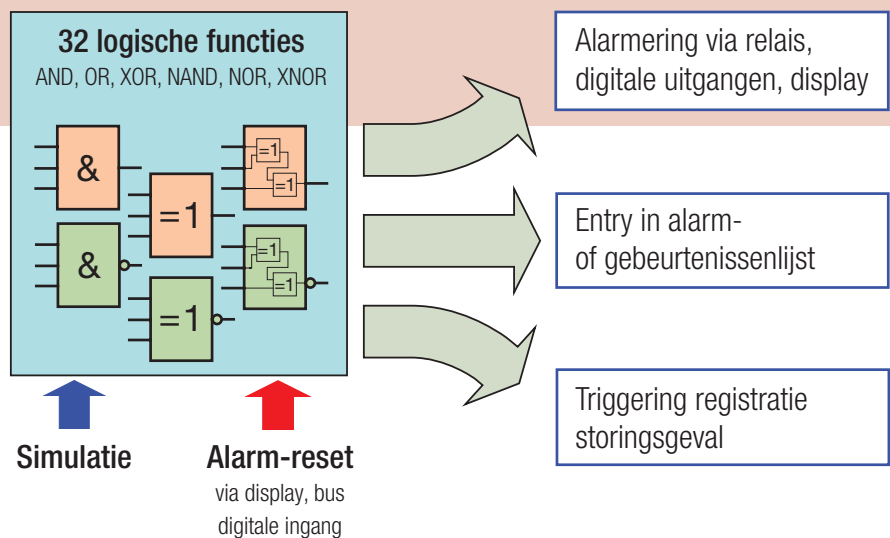 32 logische functies
AND, OR, XOR, NAND, NOR, XNOR
&
=1
=1
=1
&
=1
=1
=1
Simulatie
Alarm-reset
via display, bus
digitale ingang
Alarmering via relais,
digitale uitgangen, display
Entry in alarm-
of gebeurtenissenlijst
Triggering registratie
storingsgeval